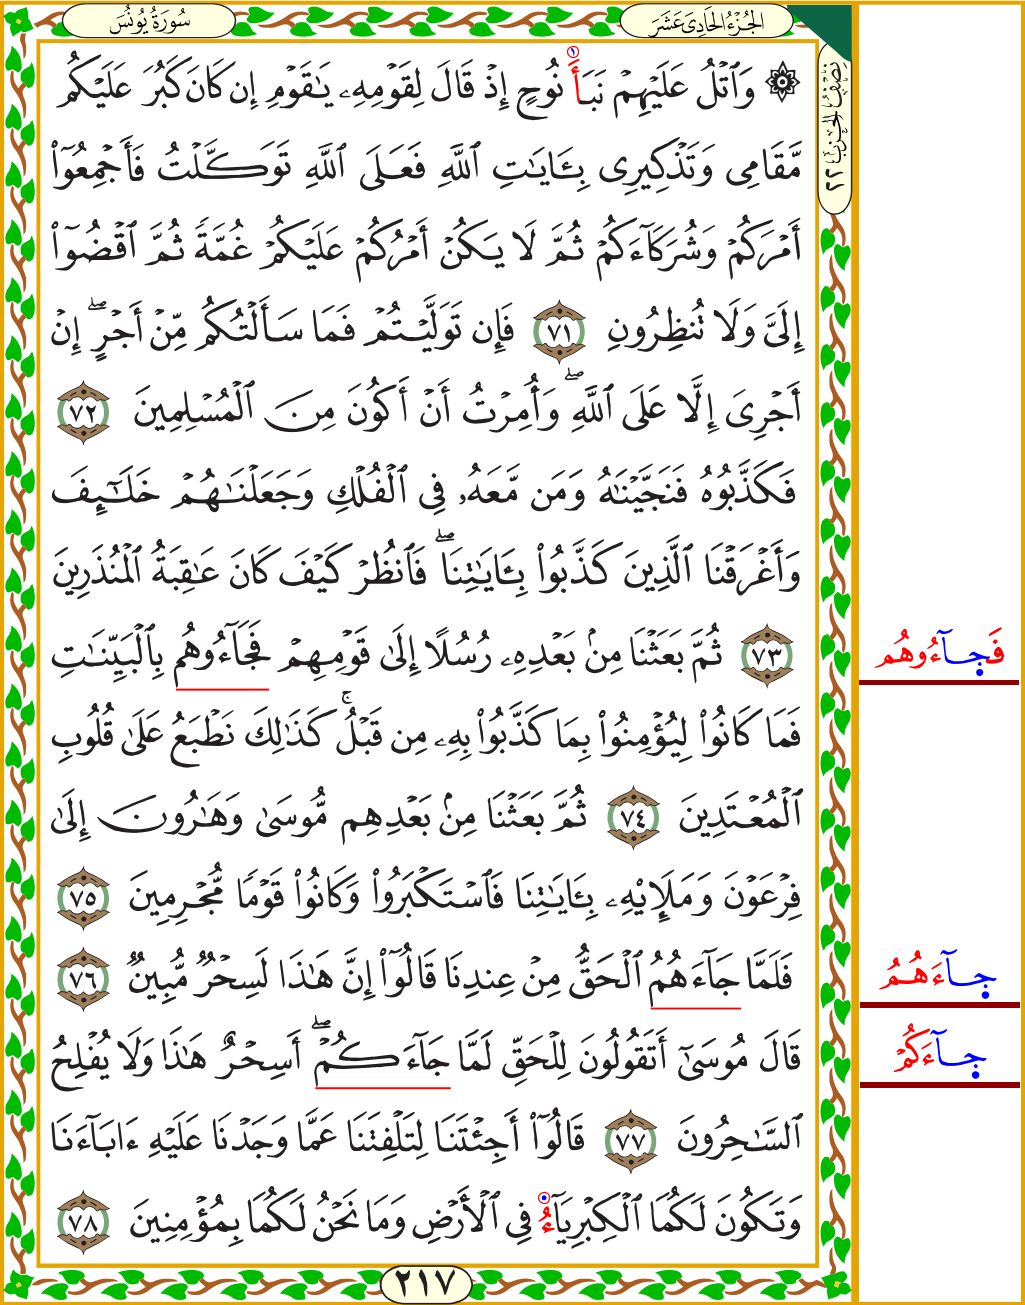 سُورَةُ يُونُسَ
الجُزْءُ الحَادِىَ عَشَرَ
نِصْفُ الحِزْبِ ٢٢
۞ وَٱتْلُ عَلَيْهِمْ نَبَأَ نُوحٍ إِذْ قَالَ لِقَوْمِهِۦ يَـٰقَوْمِ إِن كَانَ كَبُرَ عَلَيْكُم
مَّقَامِى وَتَذْكِيرِى بِـَٔايَـٰتِ ٱللَّهِ فَعَلَى ٱللَّهِ تَوَكَّلْتُ فَأَجْمِعُوٓا۟
أَمْرَكُمْ وَشُرَكَآءَكُمْ ثُمَّ لَا يَكُنْ أَمْرُكُمْ عَلَيْكُمْ غُمَّةً ثُمَّ ٱقْضُوٓا۟
إِلَىَّ وَلَا تُنظِرُونِ ٧١ فَإِن تَوَلَّيْتُمْ فَمَا سَأَلْتُكُم مِّنْ أَجْرٍ ۖ إِنْ
أَجْرِىَ إِلَّا عَلَى ٱللَّهِ ۖ وَأُمِرْتُ أَنْ أَكُونَ مِنَ ٱلْمُسْلِمِينَ ٧٢
فَكَذَّبُوهُ فَنَجَّيْنَـٰهُ وَمَن مَّعَهُۥ فِى ٱلْفُلْكِ وَجَعَلْنَـٰهُمْ خَلَـٰٓئِفَ
وَأَغْرَقْنَا ٱلَّذِينَ كَذَّبُوا۟ بِـَٔايَـٰتِنَا ۖ فَٱنظُرْ كَيْفَ كَانَ عَـٰقِبَةُ ٱلْمُنذَرِينَ
٧٣ ثُمَّ بَعَثْنَا مِنۢ بَعْدِهِۦ رُسُلًا إِلَىٰ قَوْمِهِمْ فَجَآءُوهُم بِٱلْبَيِّنَـٰتِ
فَجآءُوهُم
فَمَا كَانُوا۟ لِيُؤْمِنُوا۟ بِمَا كَذَّبُوا۟ بِهِۦ مِن قَبْلُ ۚ كَذَٰلِكَ نَطْبَعُ عَلَىٰ قُلُوبِ
ٱلْمُعْتَدِينَ ٧٤ ثُمَّ بَعَثْنَا مِنۢ بَعْدِهِم مُّوسَىٰ وَهَـٰرُونَ إِلَىٰ
فِرْعَوْنَ وَمَلَإِي۟هِۦ بِـَٔايَـٰتِنَا فَٱسْتَكْبَرُوا۟ وَكَانُوا۟ قَوْمًا مُّجْرِمِينَ ٧٥
فَلَمَّا جَآءَهُمُ ٱلْحَقُّ مِنْ عِندِنَا قَالُوٓا۟ إِنَّ هَـٰذَا لَسِحْرٌ مُّبِينٌ ٧٦
جآءَهُمُ
قَالَ مُوسَىٰٓ أَتَقُولُونَ لِلْحَقِّ لَمَّا جَآءَكُمْ ۖ أَسِحْرٌ هَـٰذَا وَلَا يُفْلِحُ
جآءَكُمْ
ٱلسَّـٰحِرُونَ ٧٧ قَالُوٓا۟ أَجِئْتَنَا لِتَلْفِتَنَا عَمَّا وَجَدْنَا عَلَيْهِ ءَابَآءَنَا
وَتَكُونَ لَكُمَا ٱلْكِبْرِيَآءُ فِى ٱلْأَرْضِ وَمَا نَحْنُ لَكُمَا بِمُؤْمِنِينَ ٧٨
٢١٧